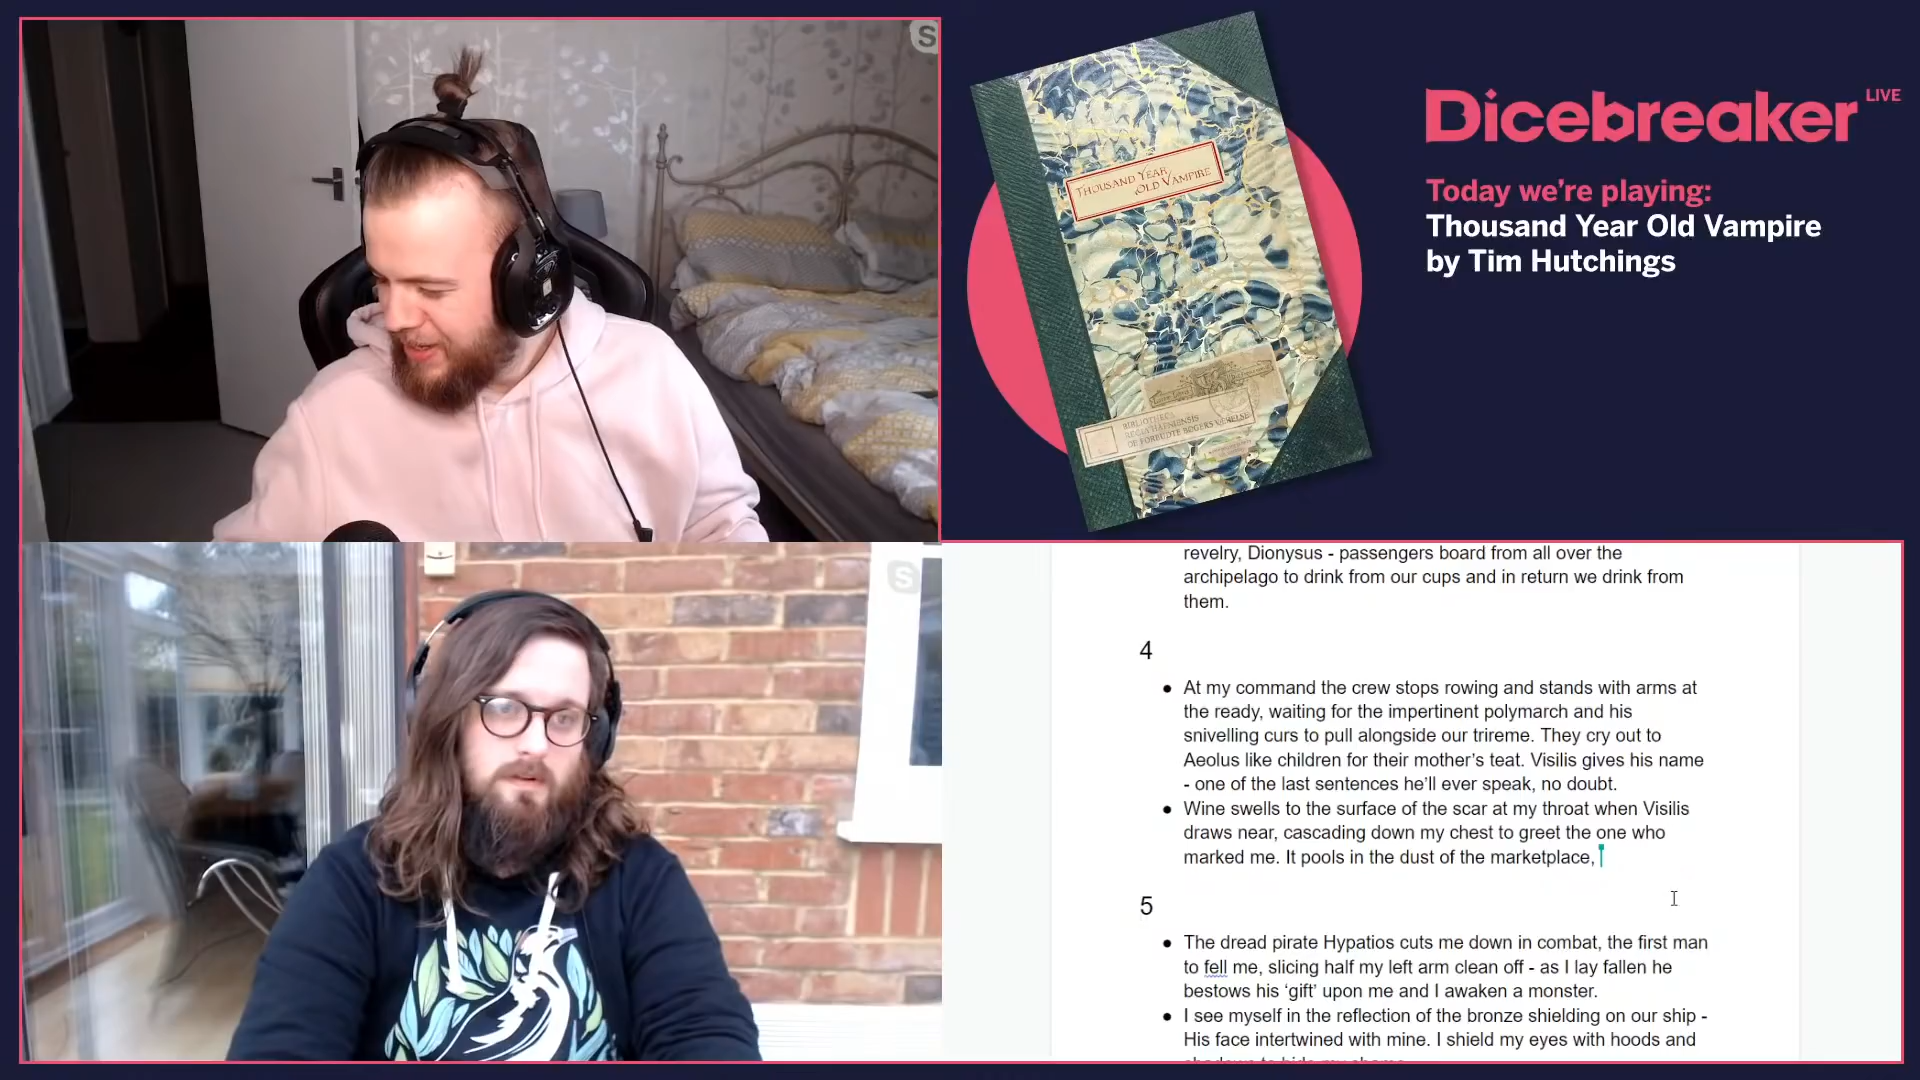 S
THOUSAND YEAR
OLD VAMPIRE
BIBLIOTHECA
REGIA HAFNIENSIS
Dicebreaker LIVE
Today we're playing:
Thousand Year Old Vampire
by Tim Hutchings
S
revelry, Dionysus - passengers board from all over the
archipelago to drink from our cups and in return we drink from
them.
4
● At my command the crew stops rowing and stands with arms at
the ready, waiting for the impertinent polymarch and his
snivelling curs to pull alongside our trireme. They cry out to
Aeolus like children for their mother's teat. Visilis gives his name
- one of the last sentences he'll ever speak, no doubt.
● Wine swells to the surface of the scar at my throat when Visilis
draws near, cascading down my chest to greet the one who
marked me. It pools in the dust of the marketplace,
5
● The dread pirate Hypatios cuts me down in combat, the first man
to fell me, slicing half my left arm clean off - as I lay fallen he
bestows his 'gift' upon me and I awaken a monster.
● I see myself in the reflection of the bronze shielding on our ship -
His face intertwined with mine. I shield my eyes with hoods and